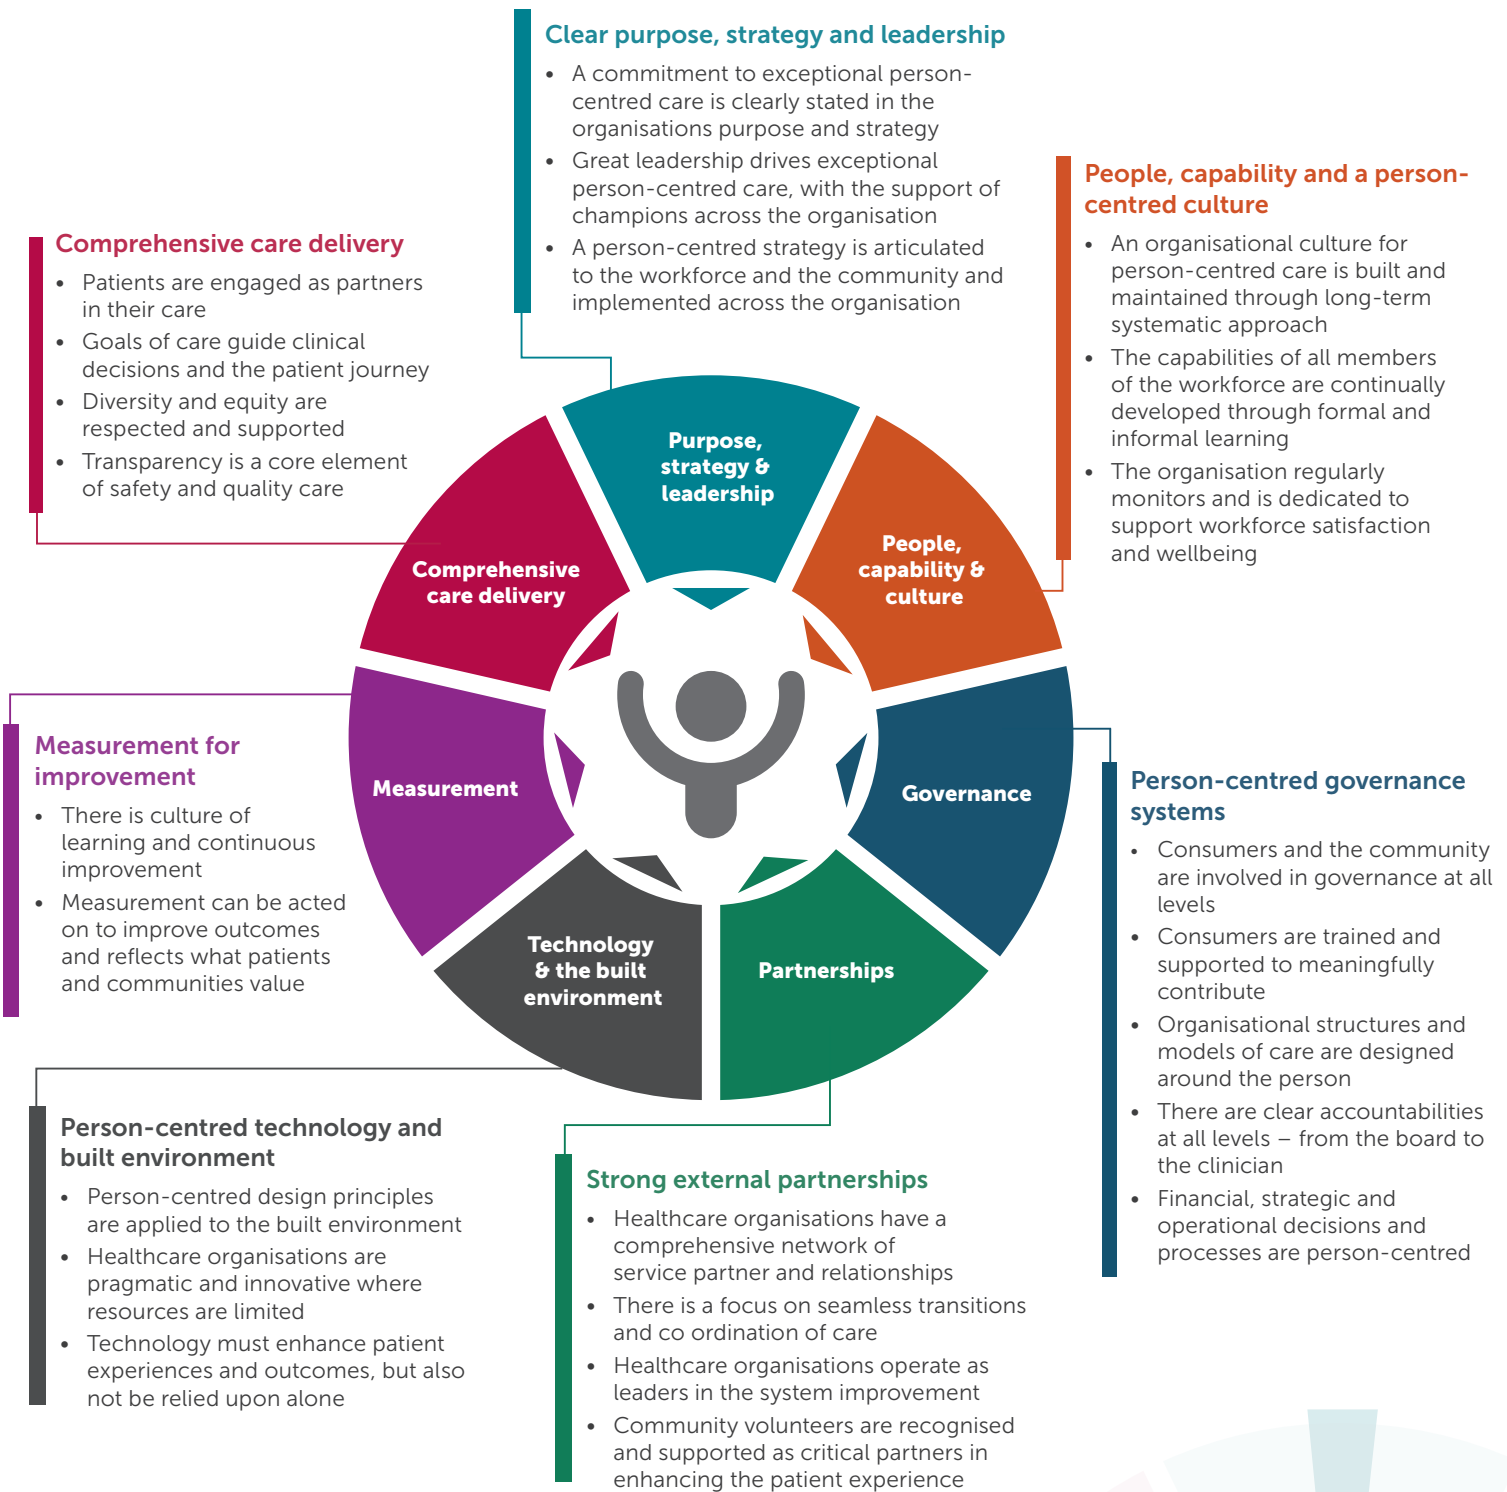 Clear purpose, strategy and leadership
• A commitment to exceptional person-
centred care is clearly stated in the
organisations purpose and strategy
• Great leadership drives exceptional
person-centred care, with the support of
champions across the organisation
• A person-centred strategy is articulated
to the workforce and the community and
implemented across the organisation
People, capability and a person-
centred culture
• An organisational culture for
person-centred care is built and
maintained through long-term
systematic approach
• The capabilities of all members
of the workforce are continually
developed through formal and
informal learning
• The organisation regularly
monitors and is dedicated to
support workforce satisfaction
and wellbeing
Comprehensive care delivery
• Patients are engaged as partners
in their care
• Goals of care guide clinical
decisions and the patient journey
• Diversity and equity are
respected and supported
• Transparency is a core element
of safety and quality care
Purpose,
strategy &
leadership
People,
capability &
culture
Comprehensive
care delivery
Measurement
Governance
Technology
& the built
environment
Partnerships
Measurement for
improvement
• There is culture of
learning and continuous
improvement
• Measurement can be acted
on to improve outcomes
and reflects what patients
and communities value
Person-centred governance
systems
• Consumers and the community
are involved in governance at all
levels
• Consumers are trained and
supported to meaningfully
contribute
• Organisational structures and
models of care are designed
around the person
• There are clear accountabilities
at all levels – from the board to
the clinician
• Financial, strategic and
operational decisions and
processes are person-centred
Person-centred technology and
built environment
• Person-centred design principles
are applied to the built environment
• Healthcare organisations are
pragmatic and innovative where
resources are limited
• Technology must enhance patient
experiences and outcomes, but also
not be relied upon alone
Strong external partnerships
• Healthcare organisations have a
comprehensive network of
service partner and relationships
• There is a focus on seamless transitions
and co ordination of care
• Healthcare organisations operate as
leaders in the system improvement
• Community volunteers are recognised
and supported as critical partners in
enhancing the patient experience